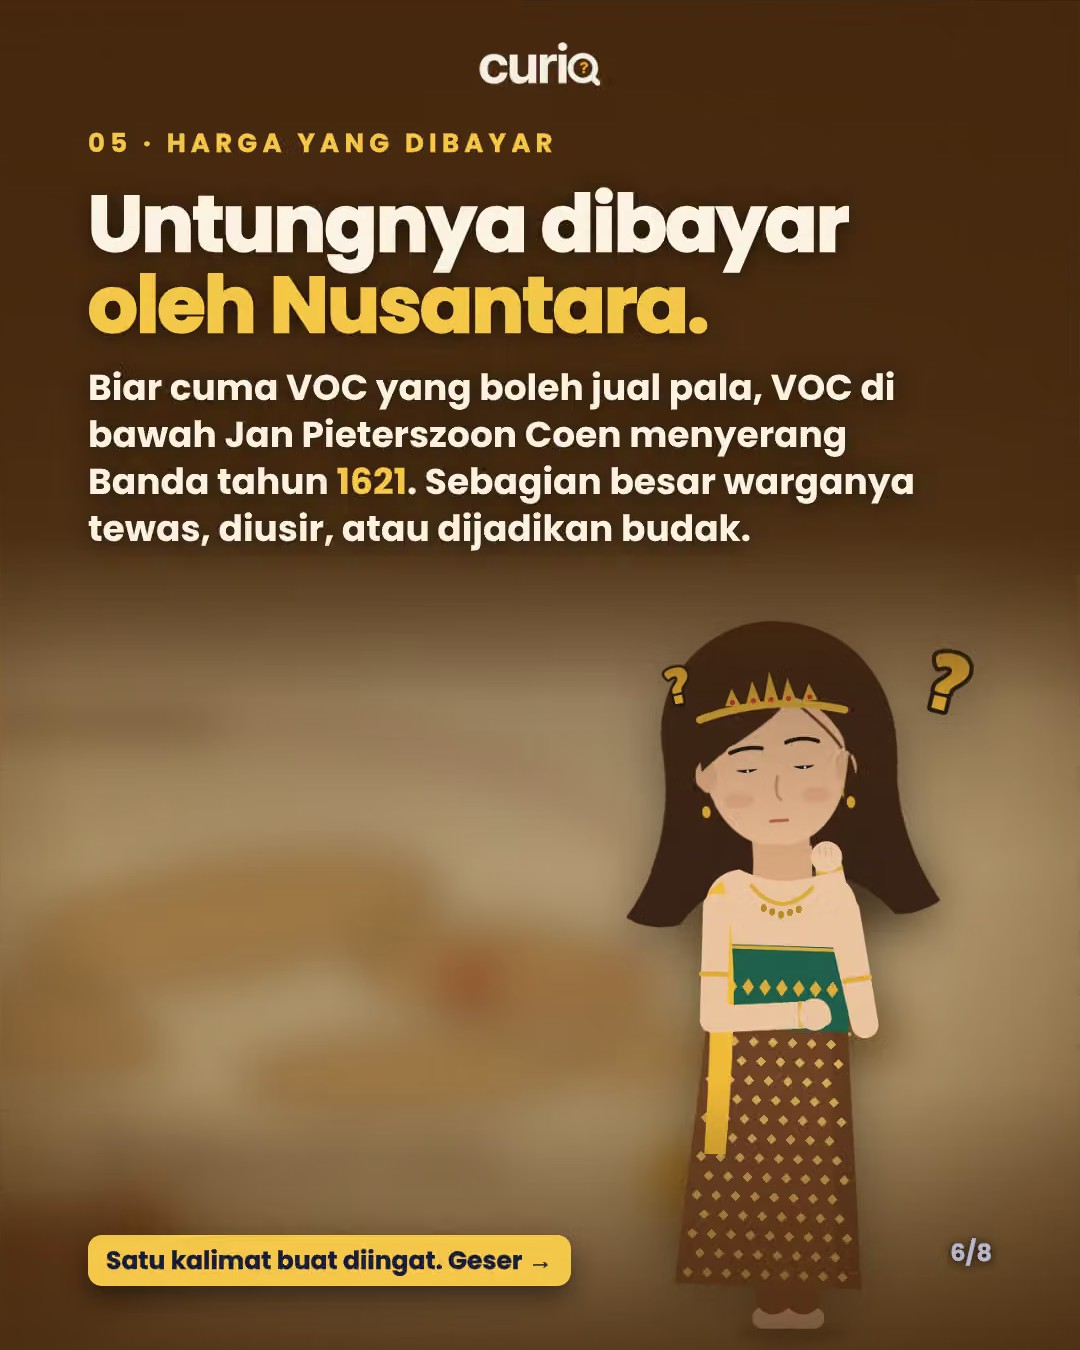 curio
05 · HARGA YANG DIBAYAR
Untungnya dibayar
oleh Nusantara.
Biar cuma VOC yang boleh jual pala, VOC di
bawah Jan Pieterszoon Coen menyerang
Banda tahun 1621. Sebagian besar warganya
tewas, diusir, atau dijadikan budak.
?
?
Satu kalimat buat diingat. Geser →
6/8